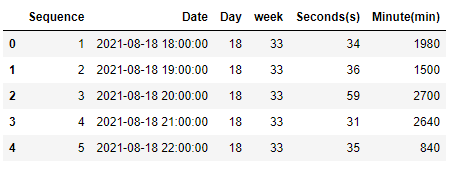 Sequence Date Day week Seconds(s) Minute(min)
0 1 2021-08-18 18:00:00 18 33 34 1980
1 2 2021-08-18 19:00:00 18 33 36 1500
2 3 2021-08-18 20:00:00 18 33 59 2700
3 4 2021-08-18 21:00:00 18 33 31 2640
4 5 2021-08-18 22:00:00 18 33 35 840